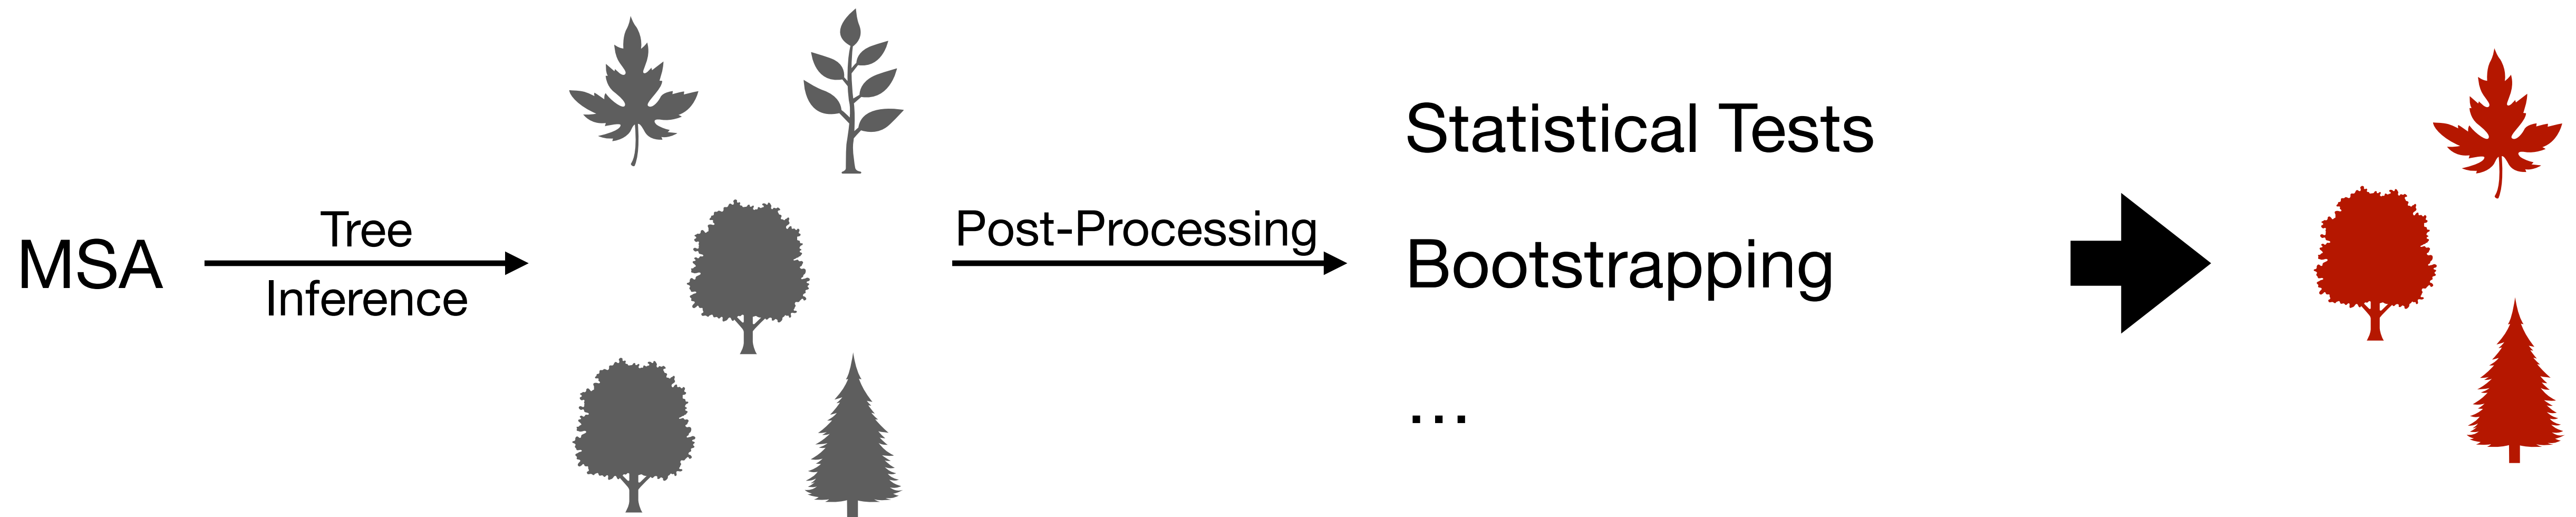 MSA
Tree
Inference
Post-Processing
Statistical Tests
Bootstrapping
...